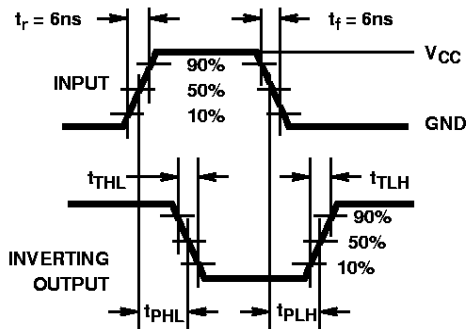 tr = 6ns
tf = 6ns
VCC
INPUT
90%
50%
10%
GND
tTHL
tTLH
90%
50%
10%
INVERTING
OUTPUT
tPHL
tPLH